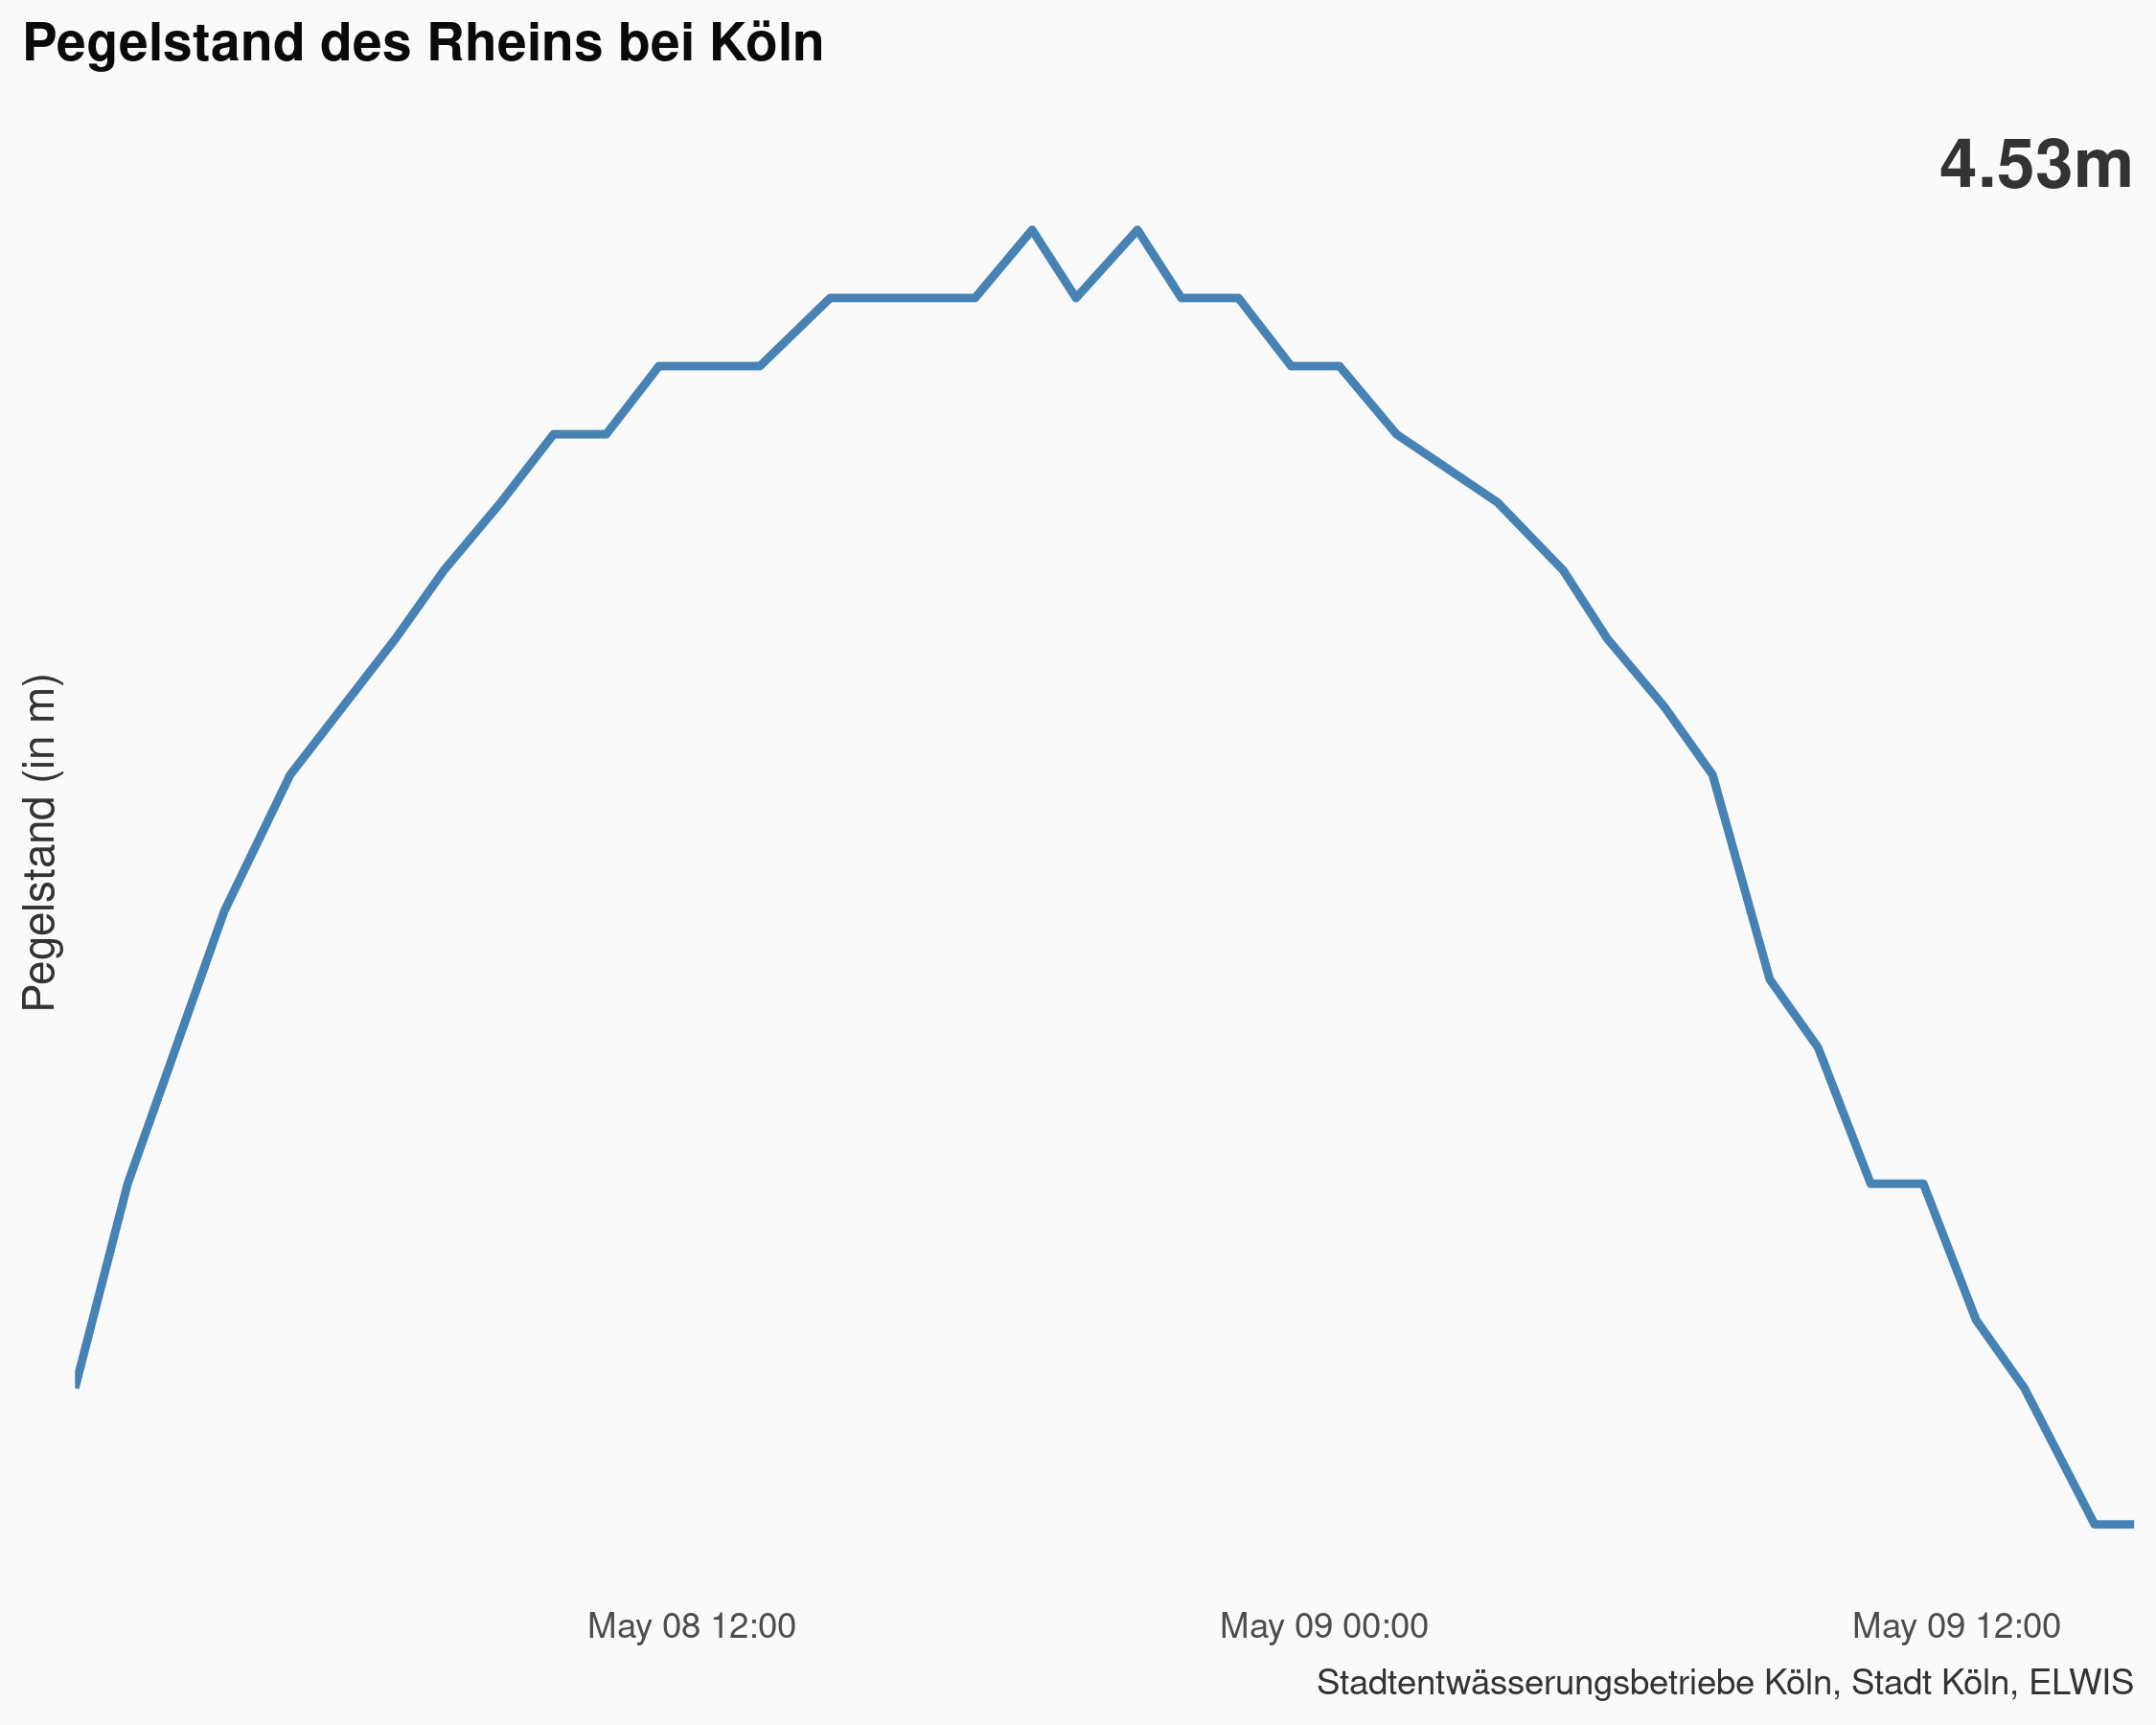 Pegelstand des Rheins bei Köln
4.53m
Pegelstand (in m)
May 08 12:00
May 09 00:00
May 09 12:00
Stadtentwässerungsbetriebe Köln, Stadt Köln, ELWIS